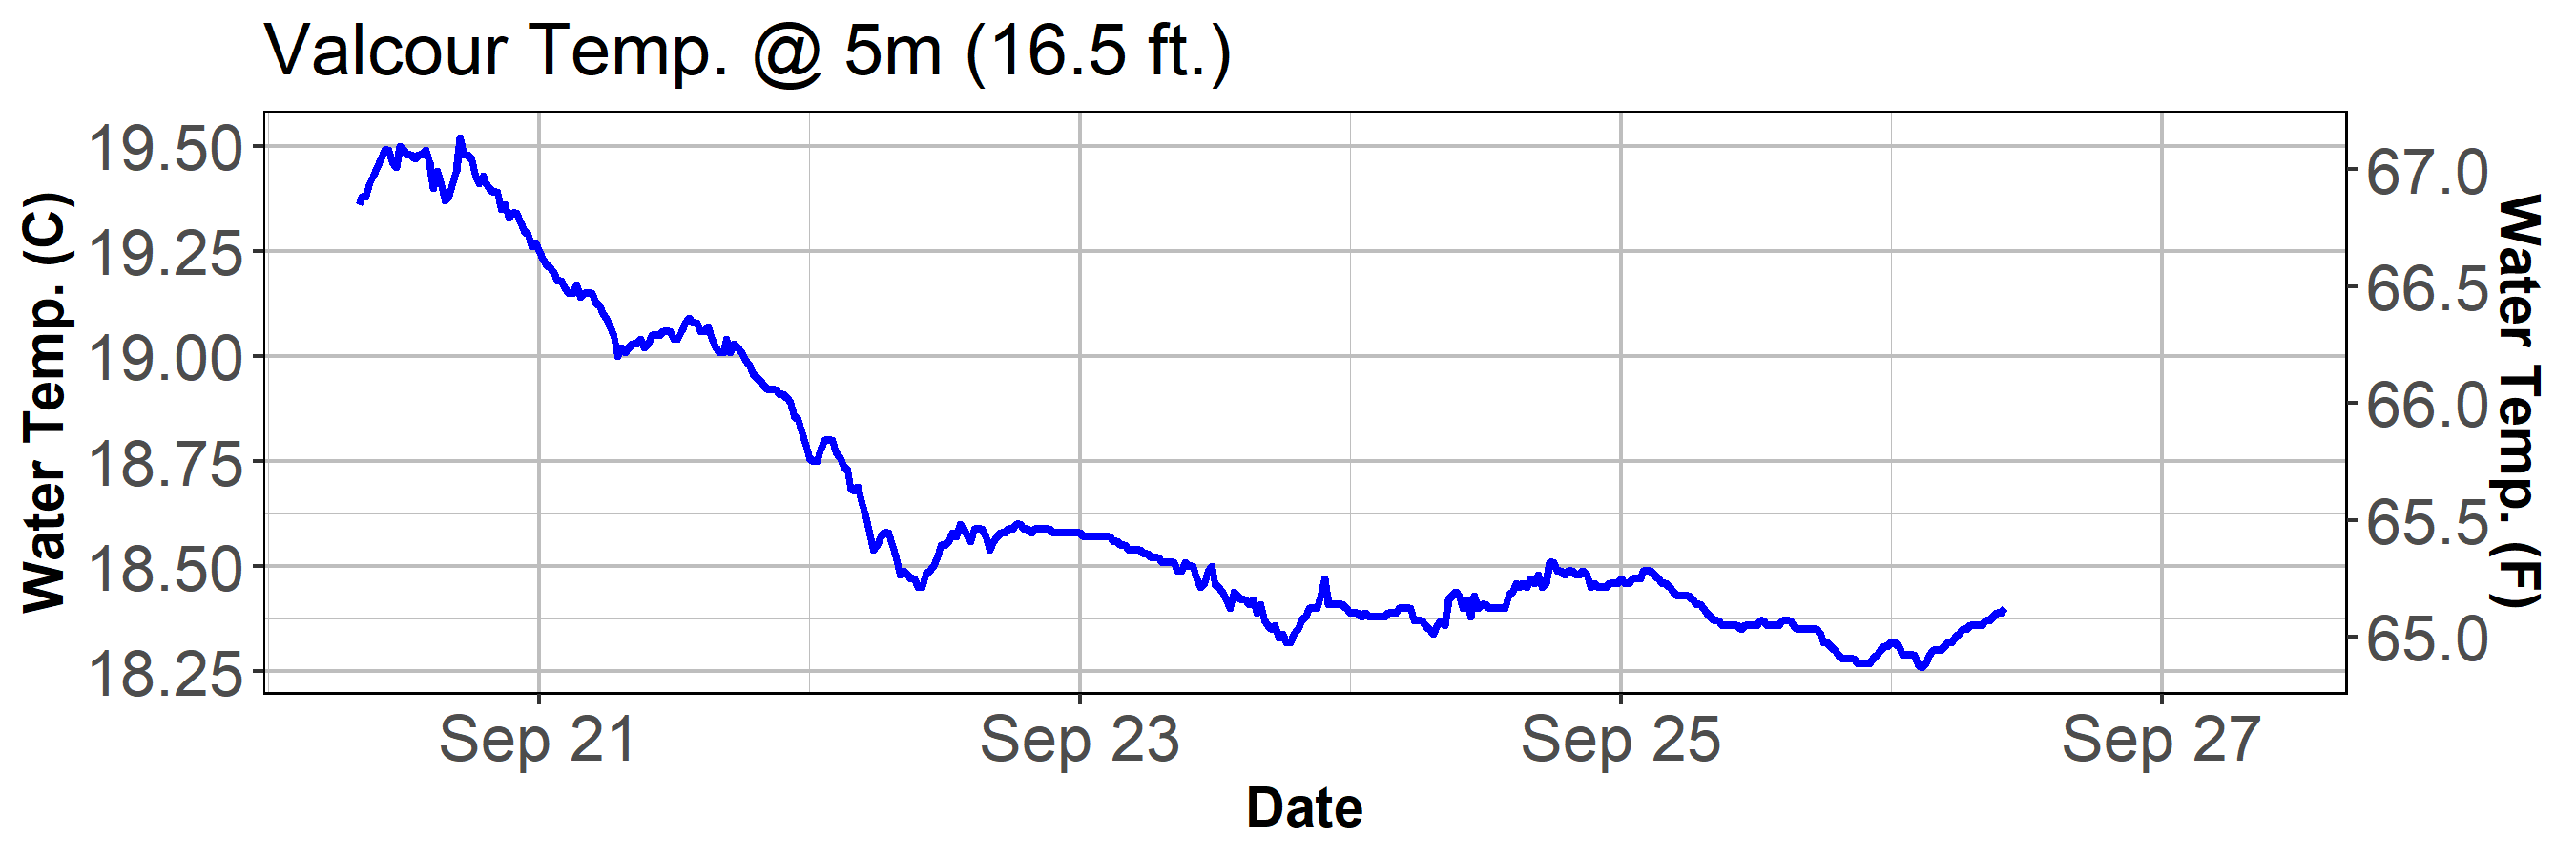 Valcour Temp. @ 5m (16.5 ft.)
Water Temp. (C)
19.50
19.25
19.00
18.75
18.50
18.25
67.0
66.5
66.0
65.5
65.0
Water Temp. (F)
Sep 21
Sep 23
Sep 25
Sep 27
Date